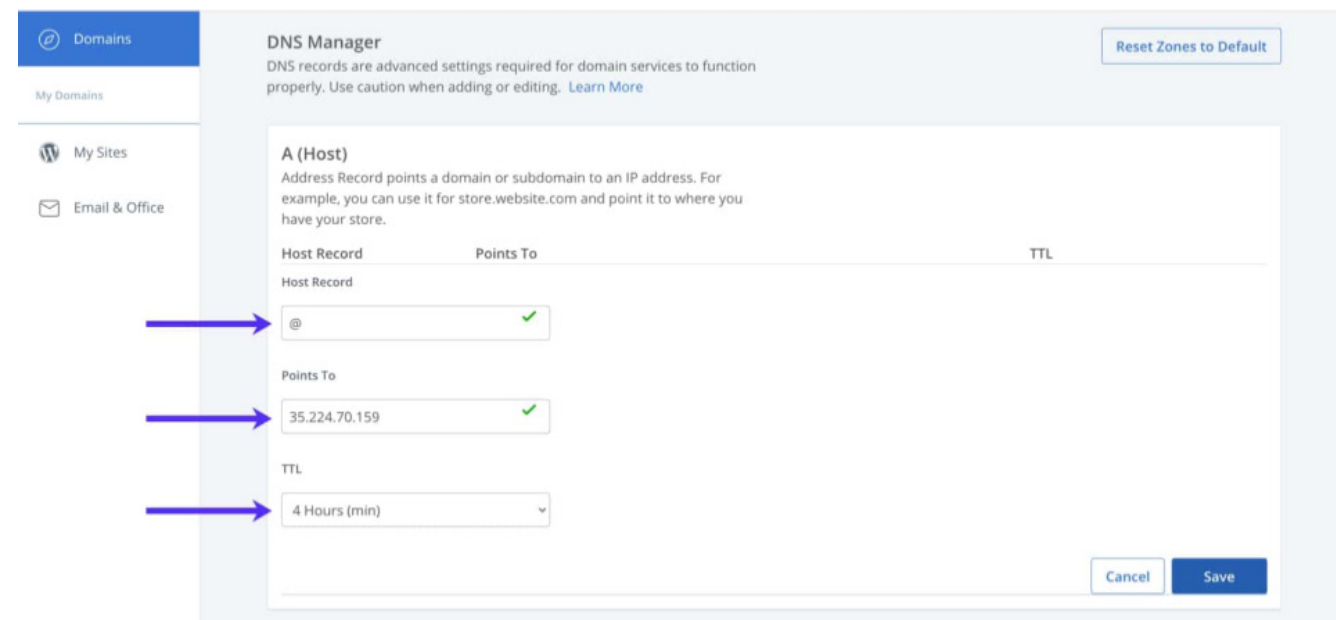 Domains
My Domains
My Sites
Email & Office
DNS Manager
DNS records are advanced settings required for domain services to function
properly. Use caution when adding or editing. Learn More
Reset Zones to Default
A (Host)
Address Record points a domain or subdomain to an IP address. For
example, you can use it for store.website.com and point it to where you
have your store.
Host Record Points To TTL
Host Record
@
Points To
35.224.70.159
TTL
4 Hours (min)
Cancel Save